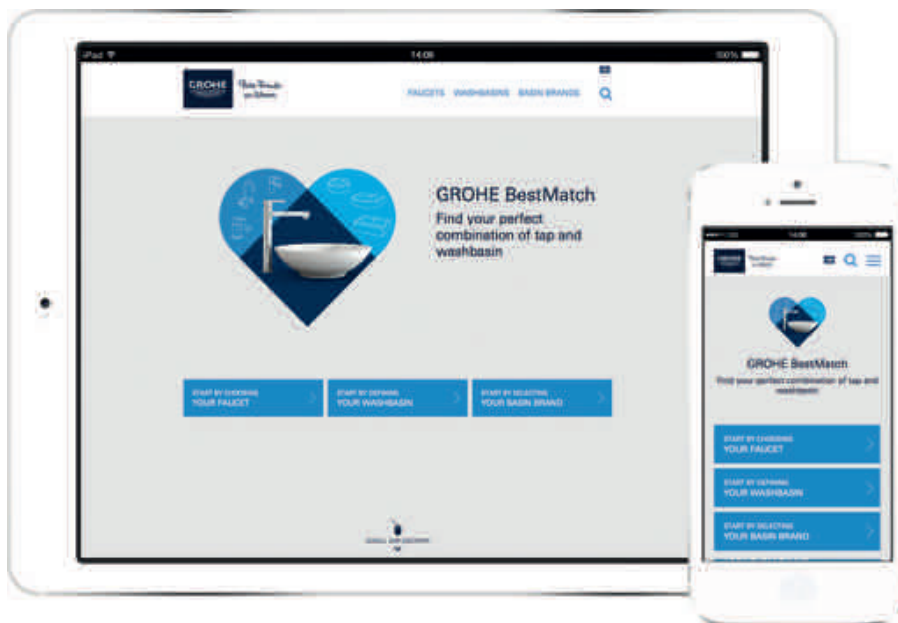 iPad
14:09
100%
GROHE
FAUCETS WASHBASINS BASIN BRANDS
GROHE BestMatch
Find your perfect
combination of tap and
washbasin
START BY CHOOSING
YOUR FAUCET
START BY DEFINING
YOUR WASHBASIN
START BY SELECTING
YOUR BASIN BRAND
GROHE
GROHE BestMatch
Find your perfect combination of tap and
washbasin
START BY CHOOSING
YOUR FAUCET
START BY DEFINING
YOUR WASHBASIN
START BY SELECTING
YOUR BASIN BRAND